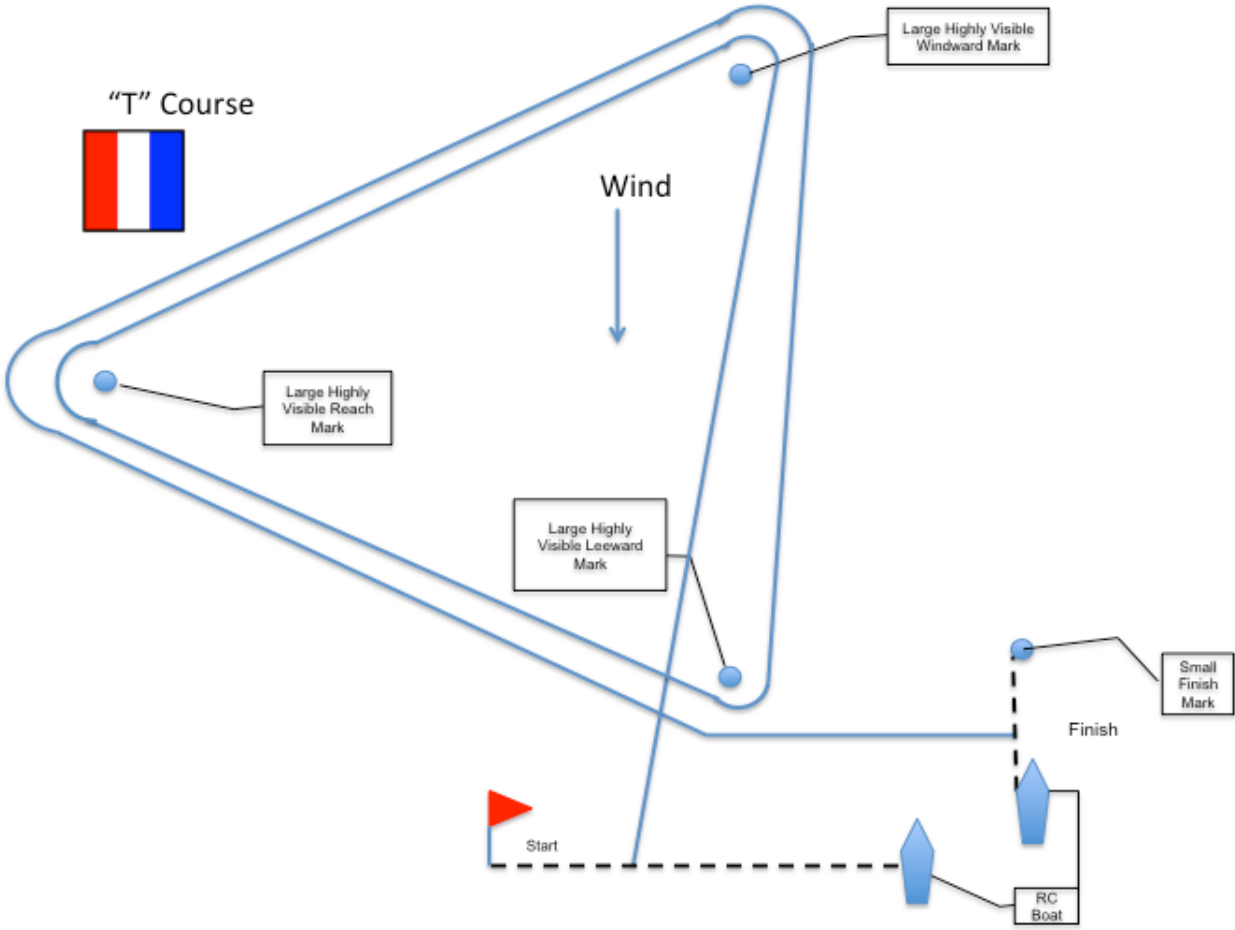 Large Highly Visible
Windward Mark
“T” Course
Wind
Large Highly
Visible Reach
Mark
Large Highly
Visible Leeward
Mark
Small
Finish
Mark
Finish
Start
RC
Boat